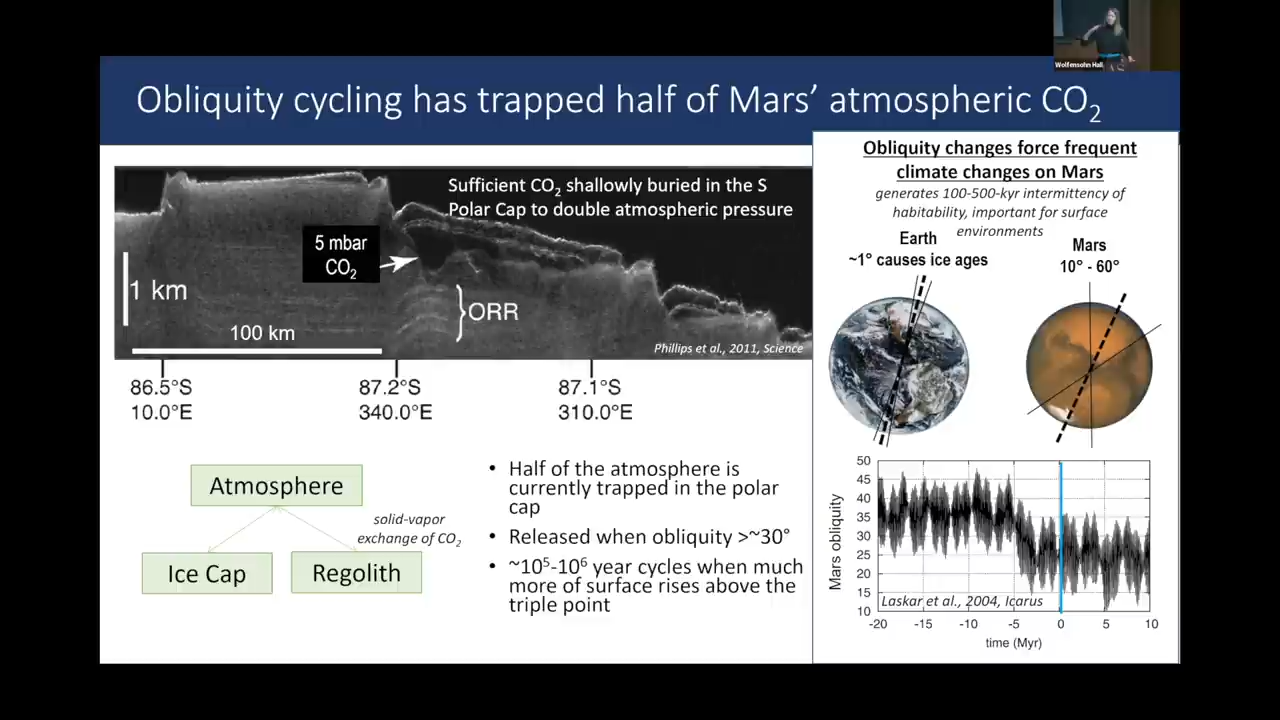 Wolfensohn Hall
Obliquity cycling has trapped half of Mars’ atmospheric CO₂
Sufficient CO₂ shallowly buried in the S
Polar Cap to double atmospheric pressure
5 mbar
CO₂
1 km
ORR
100 km
Phillips et al., 2011, Science
86.5°S
10.0°E
87.2°S
340.0°E
87.1°S
310.0°E
Atmosphere
solid-vapor
exchange of CO₂
Ice Cap
Regolith
• Half of the atmosphere is
currently trapped in the polar
cap
• Released when obliquity >~30°
• ~10⁵-10⁶ year cycles when much
more of surface rises above the
triple point
Obliquity changes force frequent
climate changes on Mars
generates 100-500-kyr intermittency of
habitability, important for surface
environments
Earth
~1° causes ice ages
Mars
10° - 60°
Mars obliquity
50
45
40
35
30
25
20
15
10
Laskar et al., 2004, Icarus
-20 -15 -10 -5 0 5 10
time (Myr)